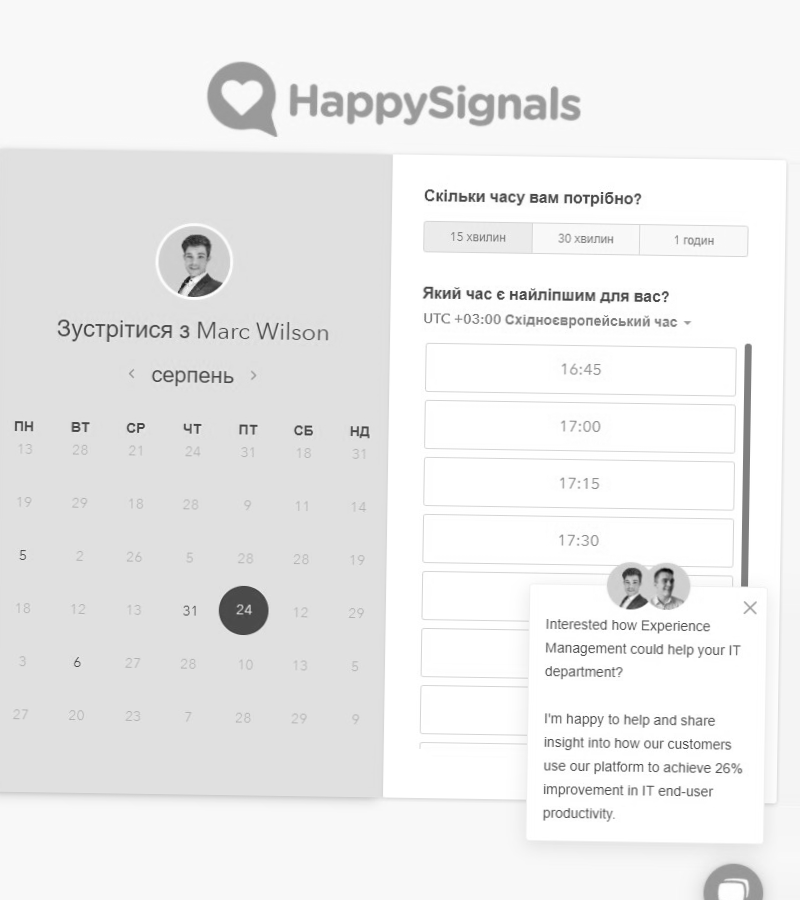 HappySignals
Зустрітися з Marc Wilson
серпень
ПН ВТ СР ЧТ ПТ СБ НД
13 28 21 24 31 18 31
19 29 18 28 9 11 14
5 2 26 5 28 28 19
18 12 13 31 24 12 29
3 6 27 28 10 13 5
27 20 23 7 28 29 9
Скільки часу вам потрібно?
15 хвилин 30 хвилин 1 годин
Який час є найліпшим для вас?
UTC +03:00 Східноєвропейський час
16:45
17:00
17:15
17:30
Interested how Experience
Management could help your IT
department?
I'm happy to help and share
insight into how our customers
use our platform to achieve 26%
improvement in IT end-user
productivity.